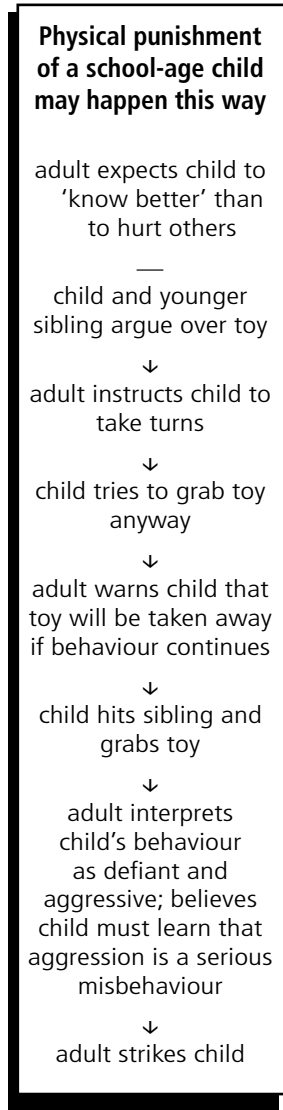 Physical punishment
of a school-age child
may happen this way
adult expects child to
‘know better’ than
to hurt others
—
child and younger
sibling argue over toy
↓
adult instructs child to
take turns
↓
child tries to grab toy
anyway
↓
adult warns child that
toy will be taken away
if behaviour continues
↓
child hits sibling and
grabs toy
↓
adult interprets
child’s behaviour
as defiant and
aggressive; believes
child must learn that
aggression is a serious
misbehaviour
↓
adult strikes child